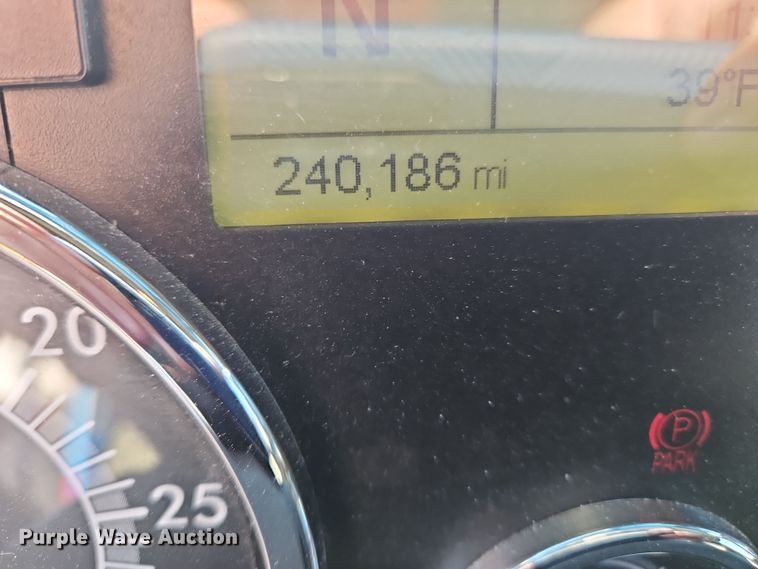 N
39°F
240,186 mi
20
25
P
PARK
Purple Wave Auction